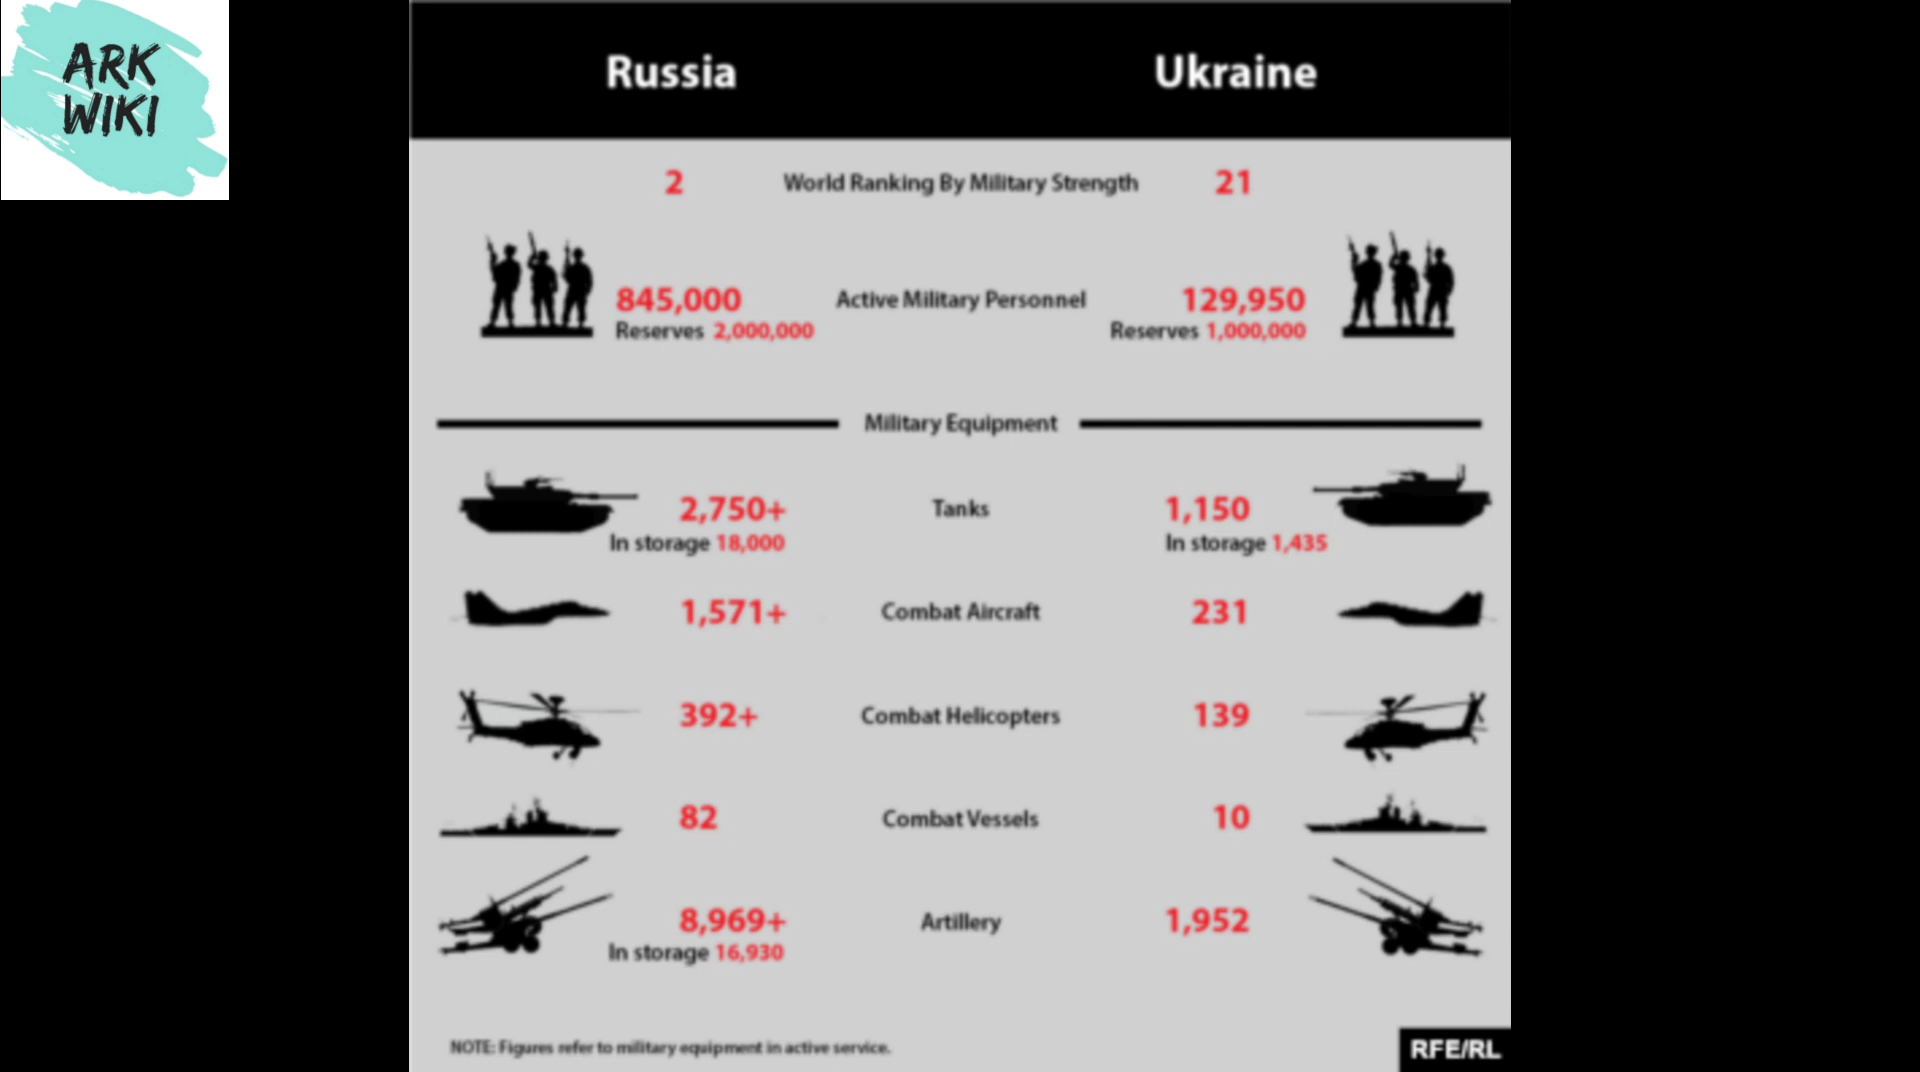 ARK
WIKI
Russia Ukraine
2 World Ranking By Military Strength 21
845,000 Active Military Personnel 129,950
Reserves 2,000,000 Reserves 1,000,000
Military Equipment
2,750+ Tanks 1,150
In storage 18,000 In storage 1,435
1,571+ Combat Aircraft 231
392+ Combat Helicopters 139
82 Combat Vessels 10
8,969+ Artillery 1,952
In storage 16,930
NOTE: Figures refer to military equipment in active service.
RFE/RL